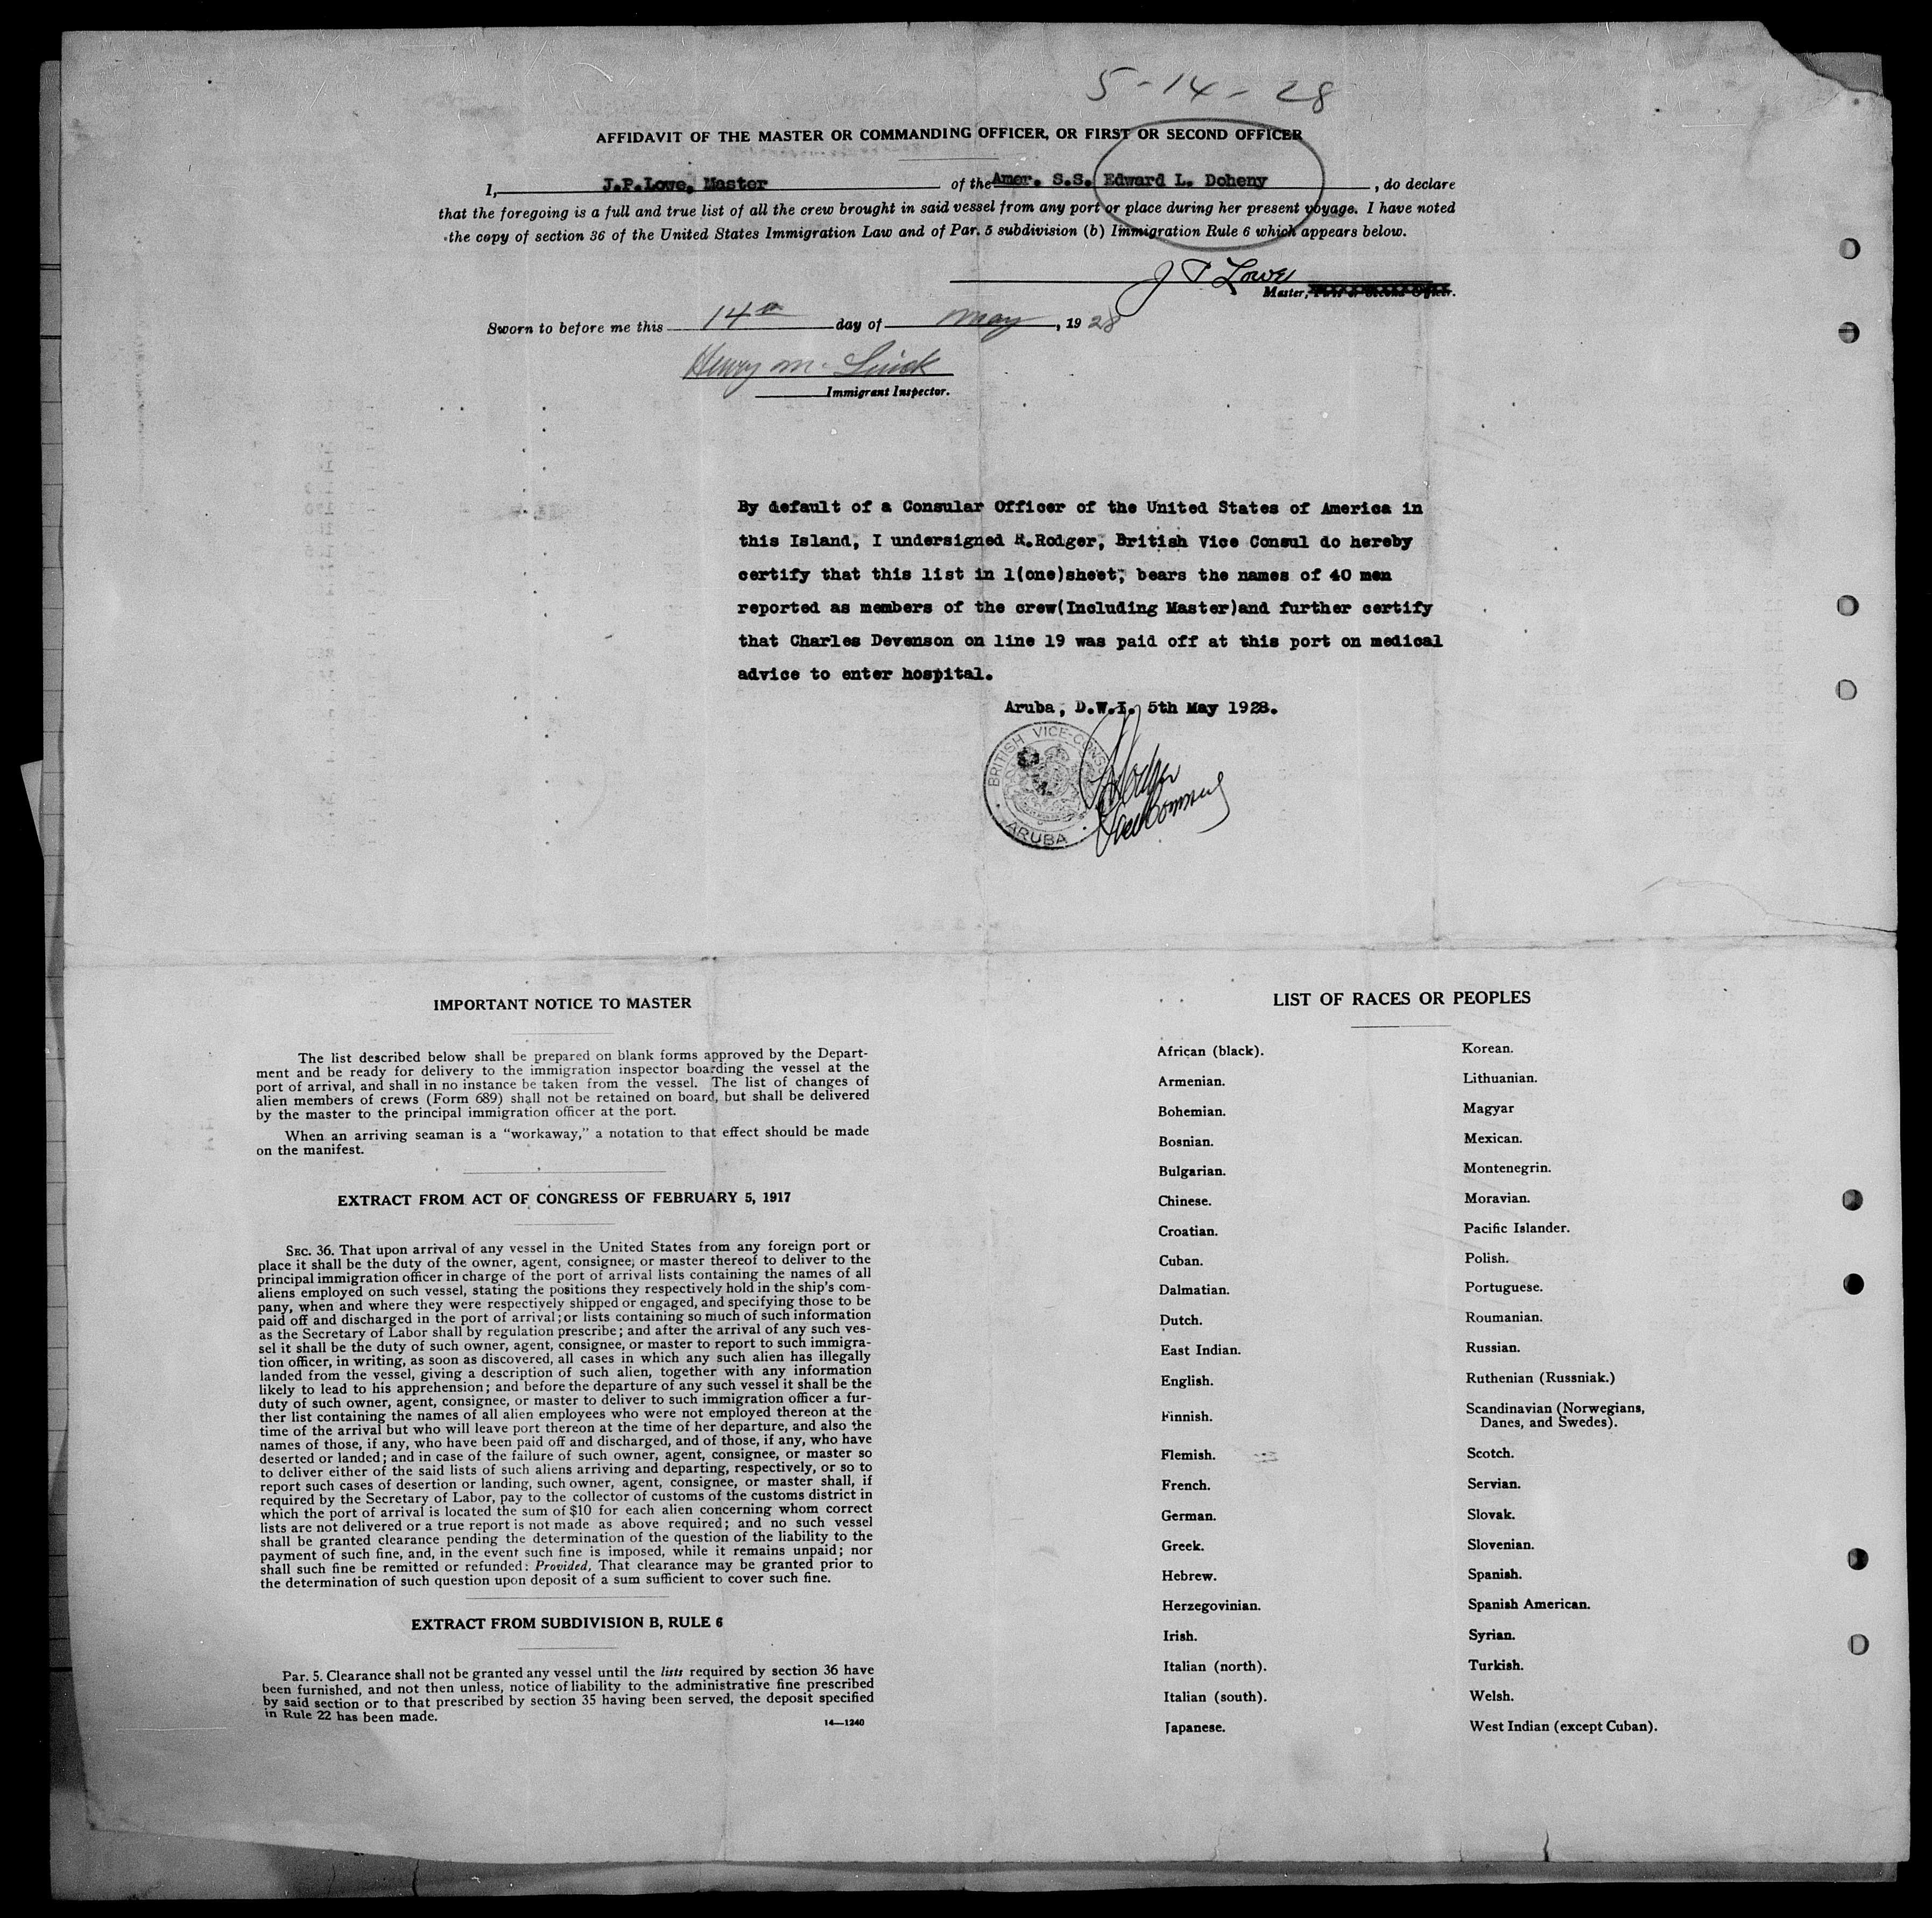 5-14-28
AFFIDAVIT OF THE MASTER OR COMMANDING OFFICER, OR FIRST OR SECOND OFFICER
I, J.P.Lowe, Master of the Amer. S.S. Edward L. Doheny , do declare
that the foregoing is a full and true list of all the crew brought in said vessel from any port or place during her present voyage. I have noted
the copy of section 36 of the United States Immigration Law and of Par. 5 subdivision (b) Immigration Rule 6 which appears below.
J P Lowe
Master, First or Second Officer.
Sworn to before me this 14th day of May, 1928
Henry M.
Immigrant Inspector.
By default of a Consular Officer of the United States of America in
this Island, I undersigned R.Rodger, British Vice Consul do hereby
certify that this list in 1(one)sheet, bears the names of 40 men
reported as members of the crew(Including Master)and further certify
that Charles Devenson on line 19 was paid off at this port on medical
advice to enter hospital.
Aruba, D.W.I. 5th May 1928.
BRITISH VICE-CONS
ARUBA
IMPORTANT NOTICE TO MASTER
The list described below shall be prepared on blank forms approved by the Depart-
ment and be ready for delivery to the immigration inspector boarding the vessel at the
port of arrival, and shall in no instance be taken from the vessel. The list of changes of
alien members of crews (Form 689) shall not be retained on board, but shall be delivered
by the master to the principal immigration officer at the port.
When an arriving seaman is a "workaway," a notation to that effect should be made
on the manifest.
EXTRACT FROM ACT OF CONGRESS OF FEBRUARY 5, 1917
SEC. 36. That upon arrival of any vessel in the United States from any foreign port or
place it shall be the duty of the owner, agent, consignee, or master thereof to deliver to the
principal immigration officer in charge of the port of arrival lists containing the names of all
aliens employed on such vessel, stating the positions they respectively hold in the ship's com-
pany, when and where they were respectively shipped or engaged, and specifying those to be
paid off and discharged in the port of arrival; or lists containing so much of such information
as the Secretary of Labor shall by regulation prescribe; and after the arrival of any such ves-
sel it shall be the duty of such owner, agent, consignee, or master to report to such immigra-
tion officer, in writing, as soon as discovered, all cases in which any such alien has illegally
landed from the vessel, giving a description of such alien, together with any information
likely to lead to his apprehension; and before the departure of any such vessel it shall be the
duty of such owner, agent, consignee, or master to deliver to such immigration officer a fur-
ther list containing the names of all alien employees who were not employed thereon at the
time of the arrival but who will leave port thereon at the time of her departure, and also the
names of those, if any, who have been paid off and discharged, and of those, if any, who have
deserted or landed; and in case of the failure of such owner, agent, consignee, or master so
to deliver either of the said lists of such aliens arriving and departing, respectively, or so to
report such cases of desertion or landing, such owner, agent, consignee, or master shall, if
required by the Secretary of Labor, pay to the collector of customs of the customs district in
which the port of arrival is located the sum of $10 for each alien concerning whom correct
lists are not delivered or a true report is not made as above required; and no such vessel
shall be granted clearance pending the determination of the question of the liability to the
payment of such fine, and, in the event such fine is imposed, while it remains unpaid; nor
shall such fine be remitted or refunded: Provided, That clearance may be granted prior to
the determination of such question upon deposit of a sum sufficient to cover such fine.
EXTRACT FROM SUBDIVISION B, RULE 6
Par. 5. Clearance shall not be granted any vessel until the lists required by section 36 have
been furnished, and not then unless, notice of liability to the administrative fine prescribed
by said section or to that prescribed by section 35 having been served, the deposit specified
in Rule 22 has been made.
14—1240
LIST OF RACES OR PEOPLES
African (black).
Armenian.
Bohemian.
Bosnian.
Bulgarian.
Chinese.
Croatian.
Cuban.
Dalmatian.
Dutch.
East Indian.
English.
Finnish.
Flemish.
French.
German.
Greek.
Hebrew.
Herzegovinian.
Irish.
Italian (north).
Italian (south).
Japanese.
Korean.
Lithuanian.
Magyar
Mexican.
Montenegrin.
Moravian.
Pacific Islander.
Polish.
Portuguese.
Roumanian.
Russian.
Ruthenian (Russniak.)
Scandinavian (Norwegians,
Danes, and Swedes).
Scotch.
Servian.
Slovak.
Slovenian.
Spanish.
Spanish American.
Syrian.
Turkish.
Welsh.
West Indian (except Cuban).